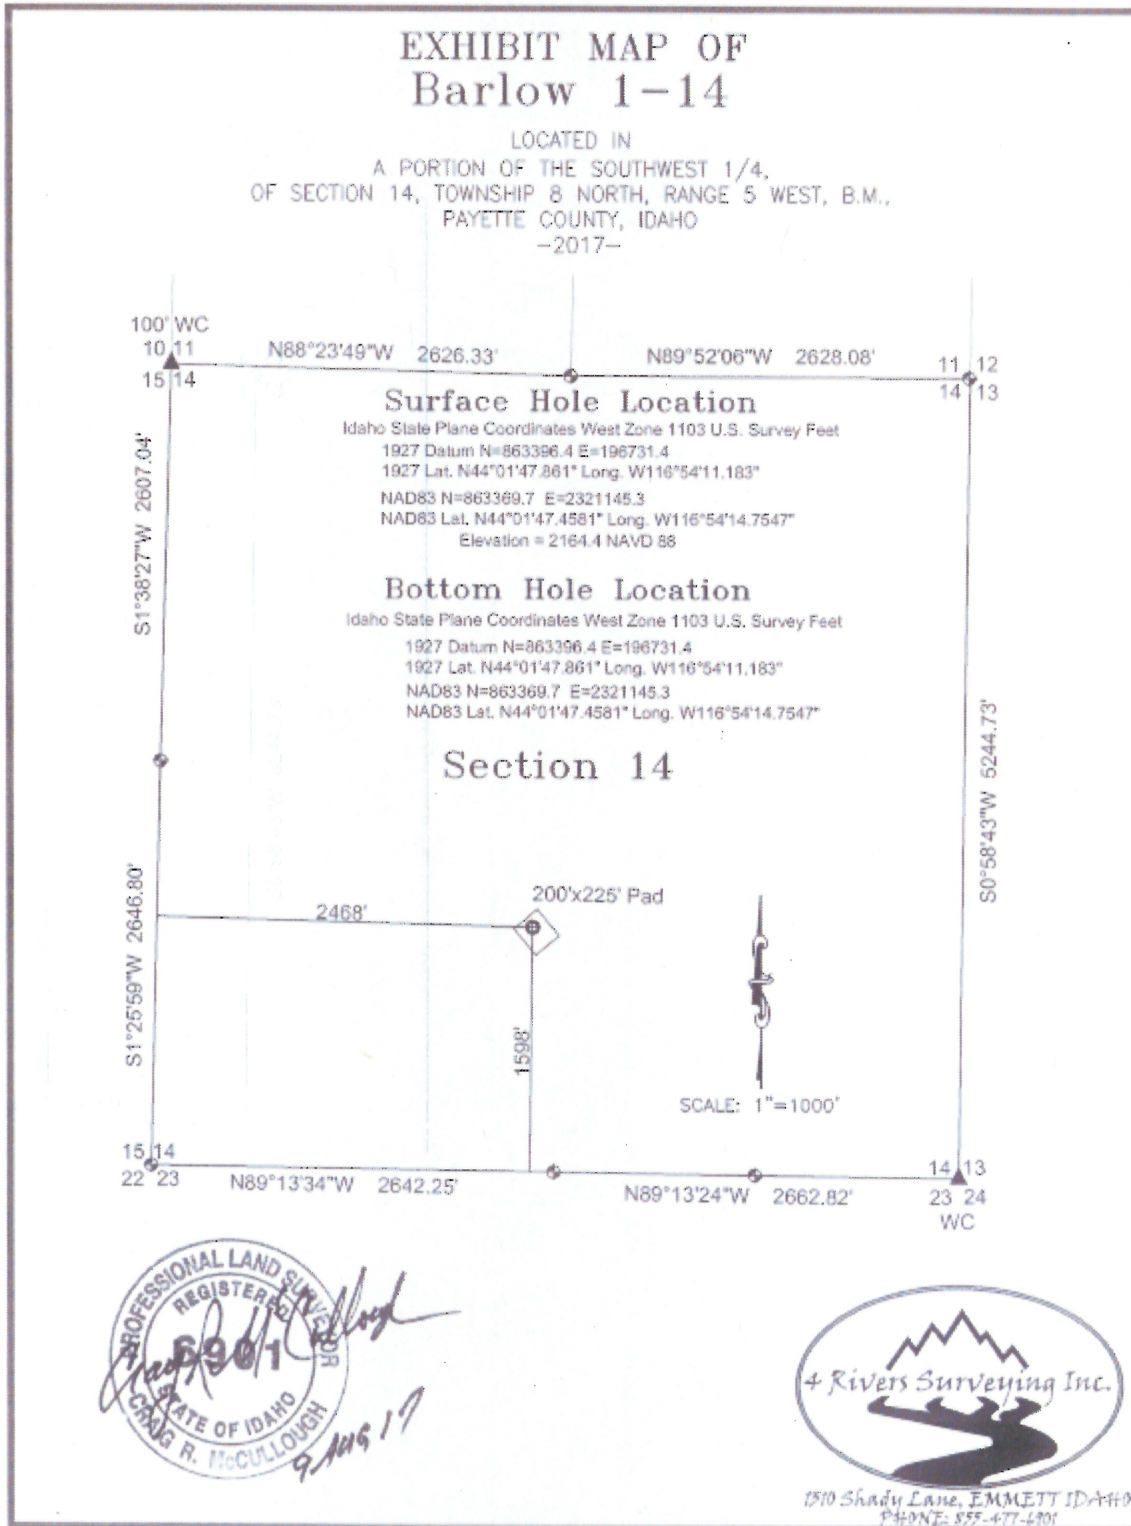 EXHIBIT MAP OF
Barlow 1-14
LOCATED IN
A PORTION OF THE SOUTHWEST 1/4,
OF SECTION 14, TOWNSHIP 8 NORTH, RANGE 5 WEST, B.M.,
PAYETTE COUNTY, IDAHO
-2017-
100' WC
10 11
15 14
N88°23'49"W 2626.33'
N89°52'06"W 2628.08'
11 12
14 13
Surface Hole Location
Idaho State Plane Coordinates West Zone 1103 U.S. Survey Feet
1927 Datum N=863396.4 E=196731.4
1927 Lat. N44°01'47.861" Long. W116°54'11.183"
NAD83 N=863369.7 E=2321145.3
NAD83 Lat. N44°01'47.4581" Long. W116°54'14.7547"
Elevation = 2164.4 NAVD 88
S1°38'27"W 2607.04'
Bottom Hole Location
Idaho State Plane Coordinates West Zone 1103 U.S. Survey Feet
1927 Datum N=863396.4 E=196731.4
1927 Lat. N44°01'47.861" Long. W116°54'11.183"
NAD83 N=863369.7 E=2321145.3
NAD83 Lat. N44°01'47.4581" Long. W116°54'14.7547"
Section 14
S0°58'43"W 5244.73'
S1°25'59"W 2646.80'
2468'
200'x225' Pad
1598'
SCALE: 1"=1000'
15 14
22 23
N89°13'34"W 2642.25'
N89°13'24"W 2662.82'
14 13
23 24
WC
PROFESSIONAL LAND SURVEYOR
REGISTERED
6901
STATE OF IDAHO
CRAIG R. McCULLOUGH
9 AUG 17
4 Rivers Surveying Inc.
1310 Shady Lane, EMMETT IDAHO
PHONE: 855-477-6901